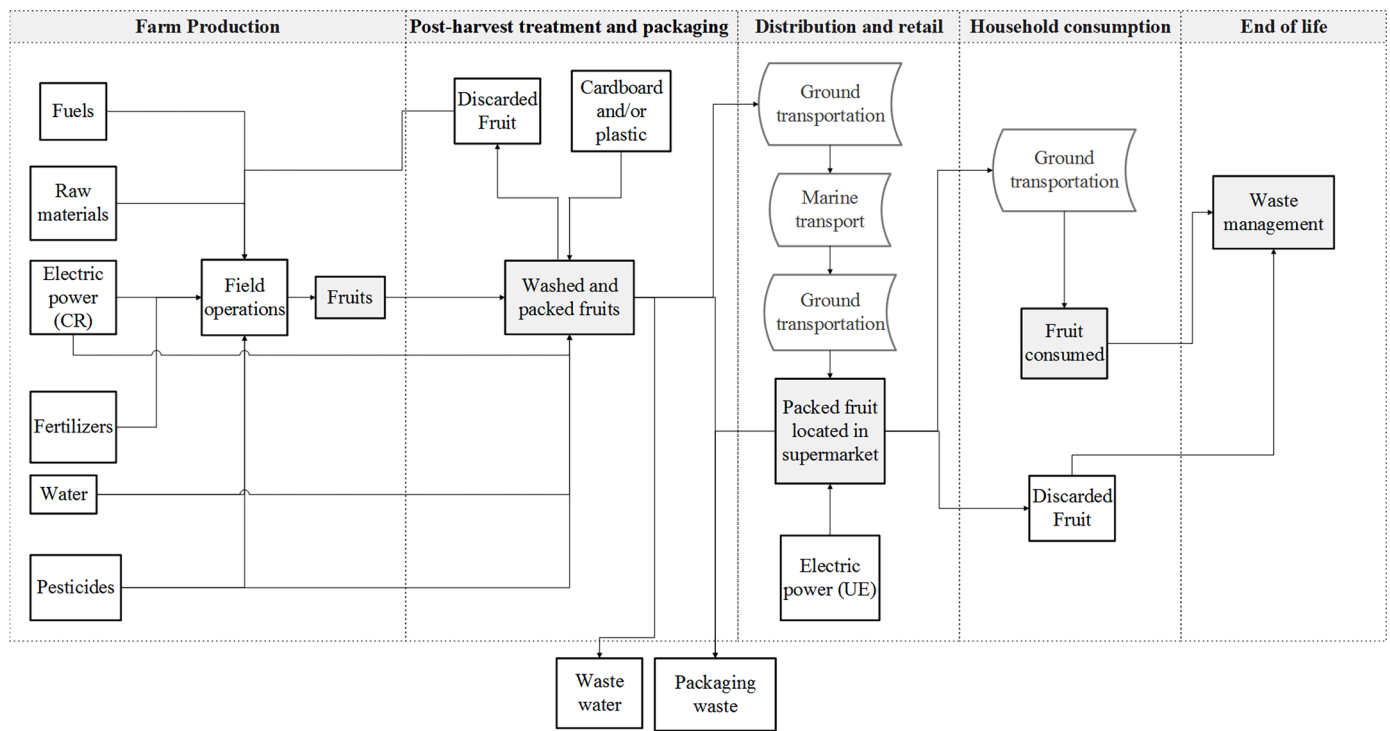 Farm Production
Post-harvest treatment and packaging
Distribution and retail
Household consumption
End of life
Fuels
Raw
materials
Electric
power
(CR)
Fertilizers
Water
Pesticides
Field
operations
Fruits
Discarded
Fruit
Cardboard
and/or
plastic
Washed and
packed fruits
Waste
water
Packaging
waste
Ground
transportation
Marine
transport
Ground
transportation
Packed fruit
located in
supermarket
Electric
power (UE)
Ground
transportation
Fruit
consumed
Discarded
Fruit
Waste
management